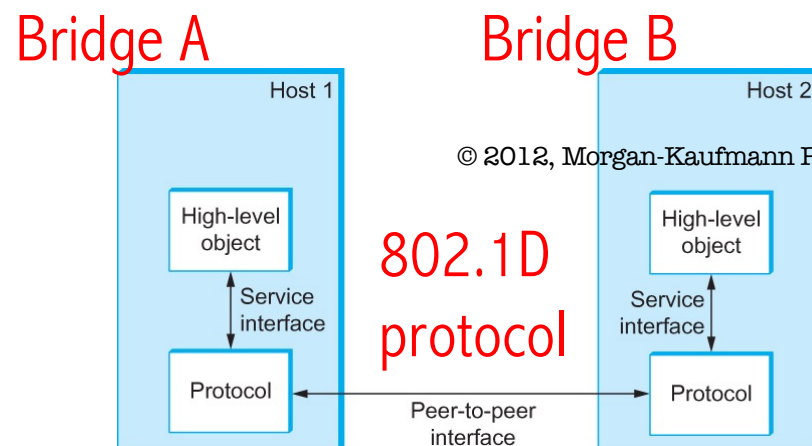 Bridge A
Bridge B
Host 1
Host 2
© 2012, Morgan-Kaufmann
High-level
object
High-level
object
802.1D
protocol
Service
interface
Service
interface
Protocol
Protocol
Peer-to-peer
interface